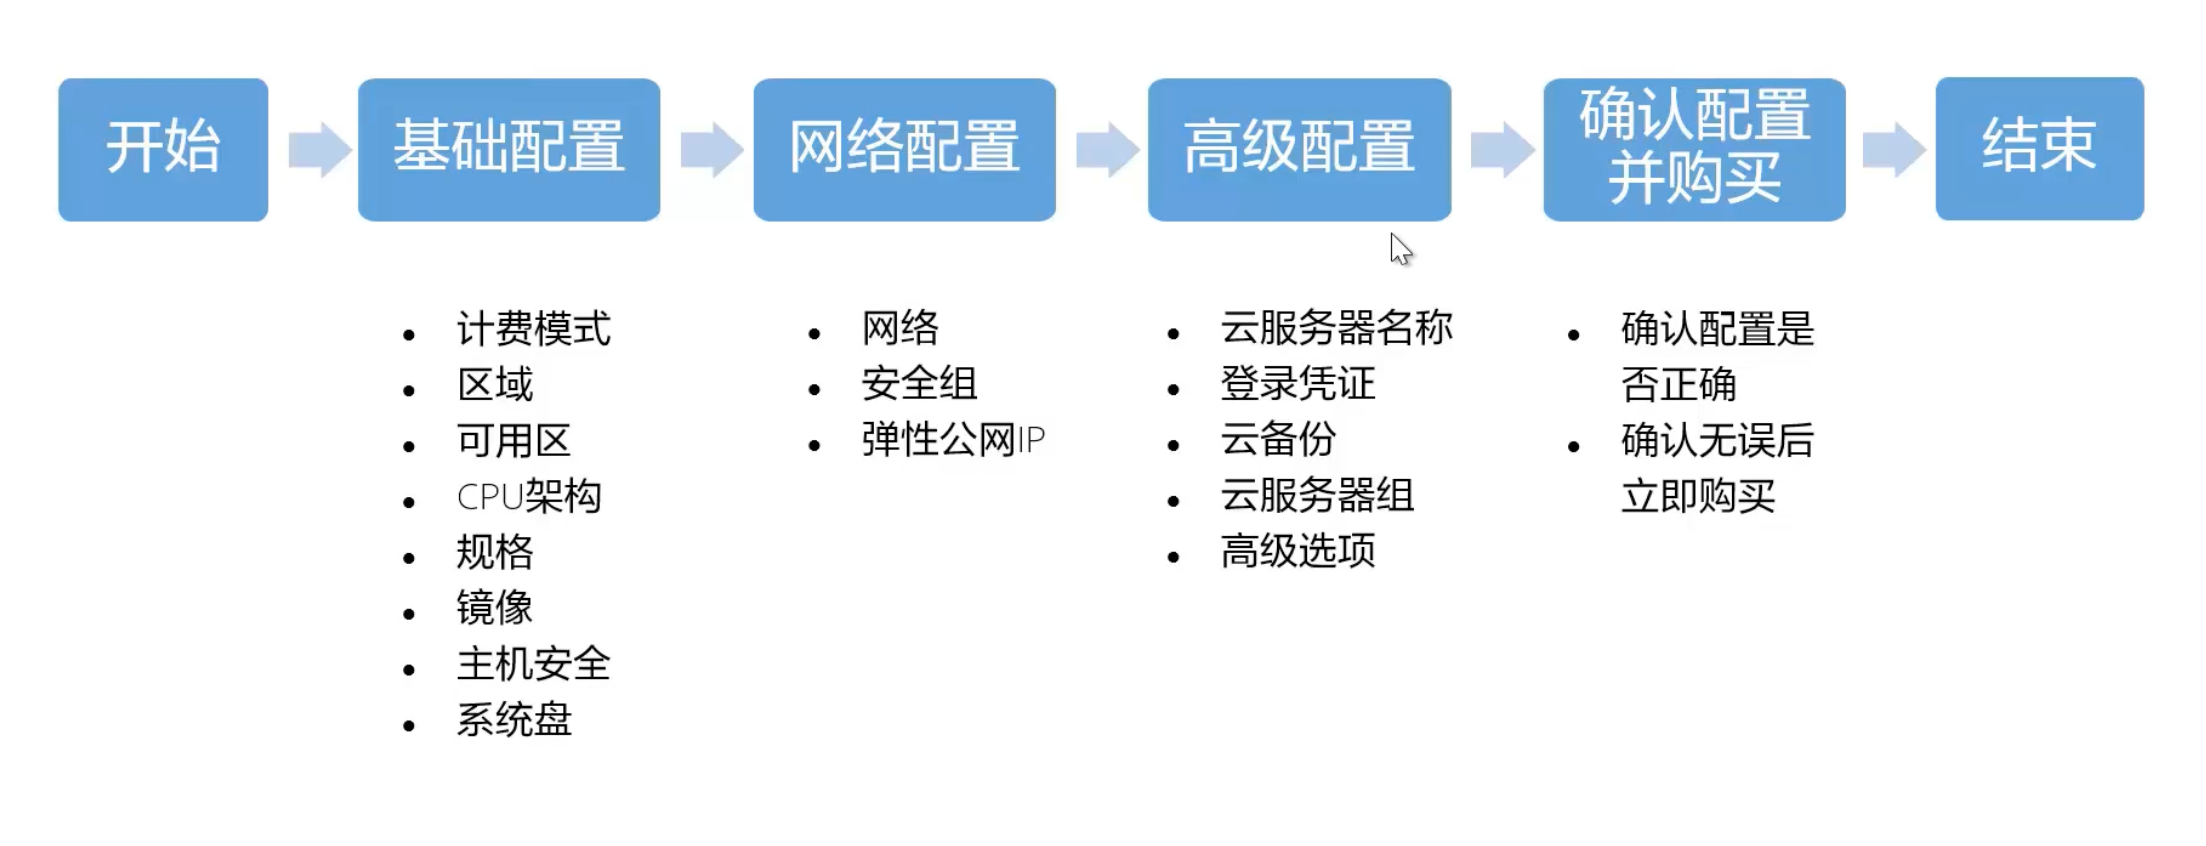 开始
基础配置
网络配置
高级配置
确认配置
并购买
结束
• 计费模式
• 区域
• 可用区
• CPU架构
• 规格
• 镜像
• 主机安全
• 系统盘
• 网络
• 安全组
• 弹性公网IP
• 云服务器名称
• 登录凭证
• 云备份
• 云服务器组
• 高级选项
• 确认配置是
否正确
• 确认无误后
立即购买